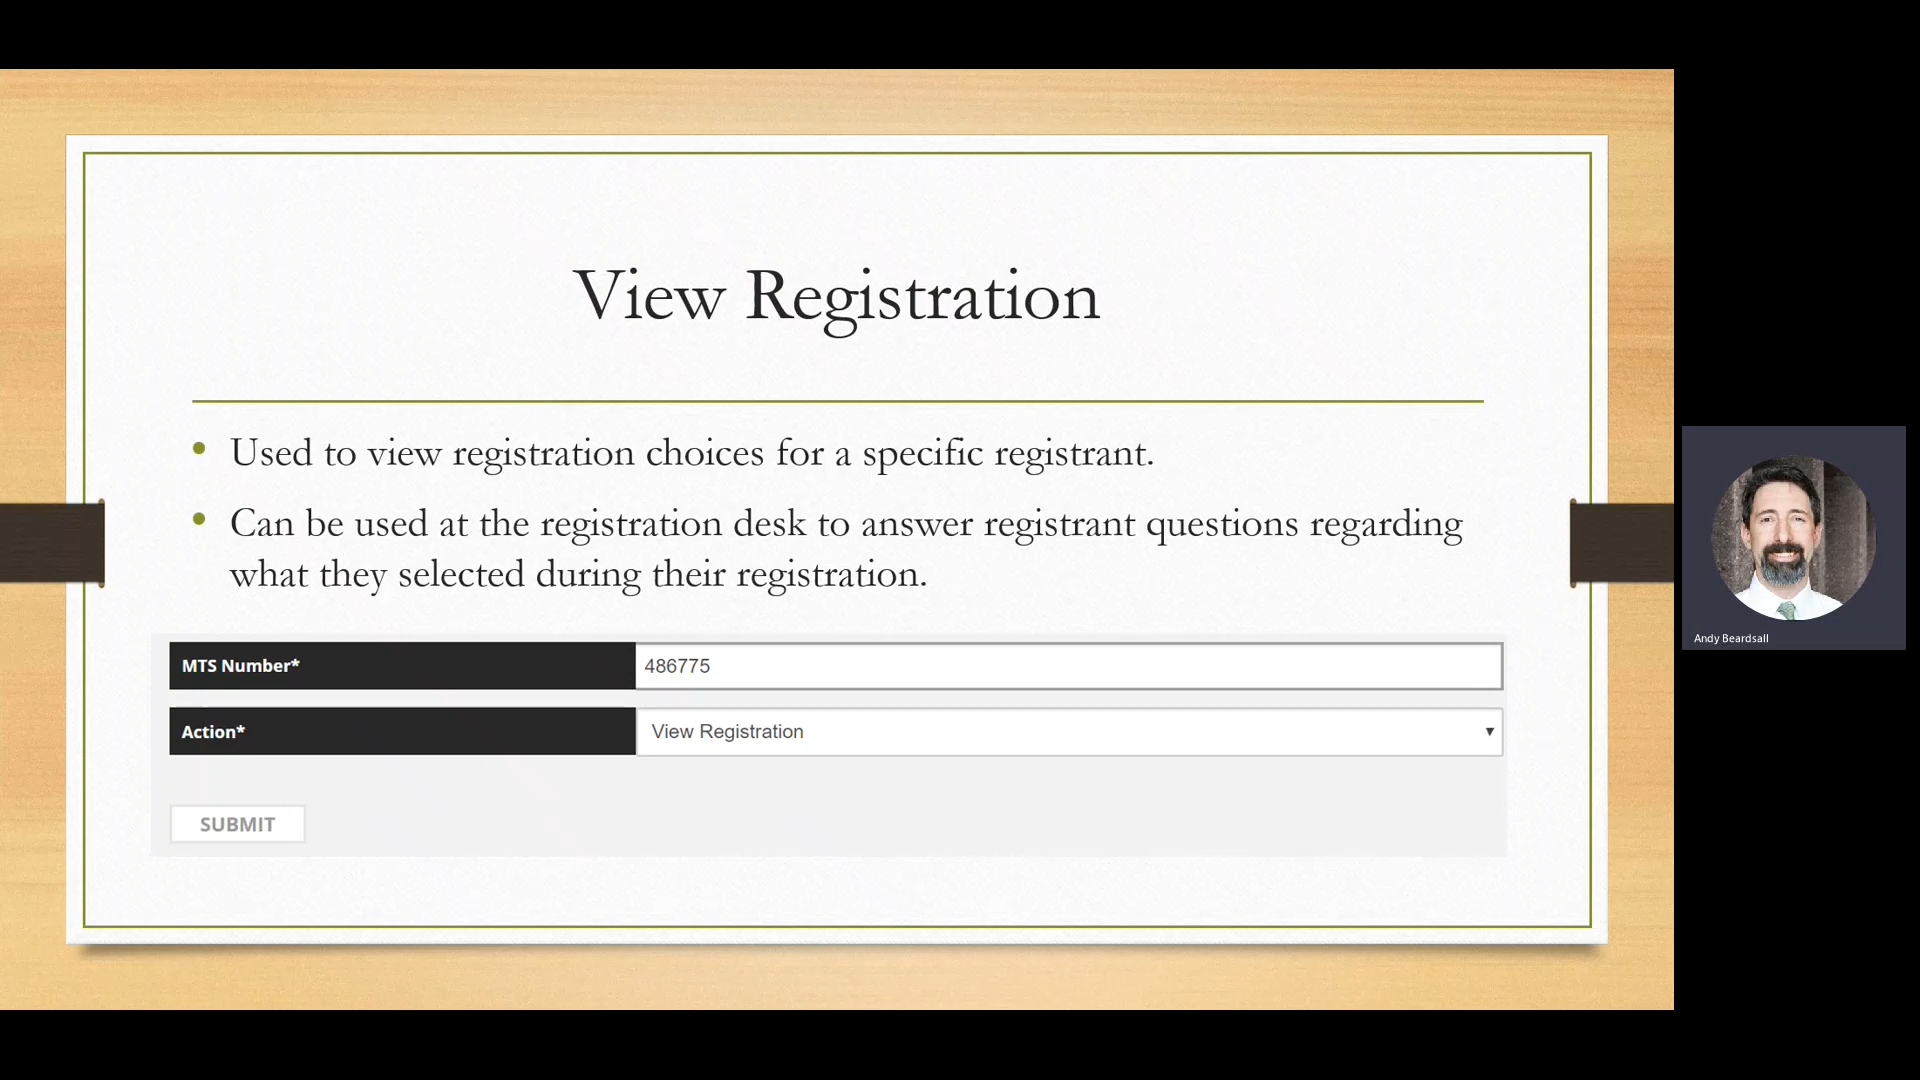 View Registration
Used to view registration choices for a specific registrant.
Can be used at the registration desk to answer registrant questions regarding
what they selected during their registration.
MTS Number* 486775
Action* View Registration
SUBMIT
Andy Beardsall